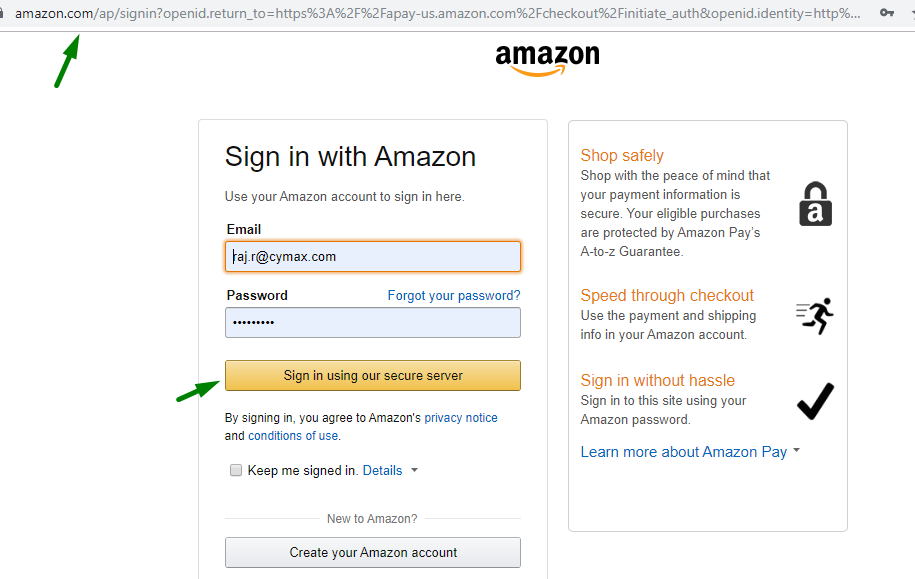 amazon.com/ap/signin?openid.return_to=https%3A%2F%2Fapay-us.amazon.com%2Fcheckout%2Finitiate_auth&openid.identity=http%...
amazon
Sign in with Amazon
Use your Amazon account to sign in here.
Email
raj.r@cymax.com
Password Forgot your password?
•••••••••
Sign in using our secure server
By signing in, you agree to Amazon's privacy notice
and conditions of use.
Keep me signed in. Details
New to Amazon?
Create your Amazon account
Shop safely
Shop with the peace of mind that
your payment information is
secure. Your eligible purchases
are protected by Amazon Pay's
A-to-z Guarantee.
a
Speed through checkout
Use the payment and shipping
info in your Amazon account.
Sign in without hassle
Sign in to this site using your
Amazon password.
Learn more about Amazon Pay